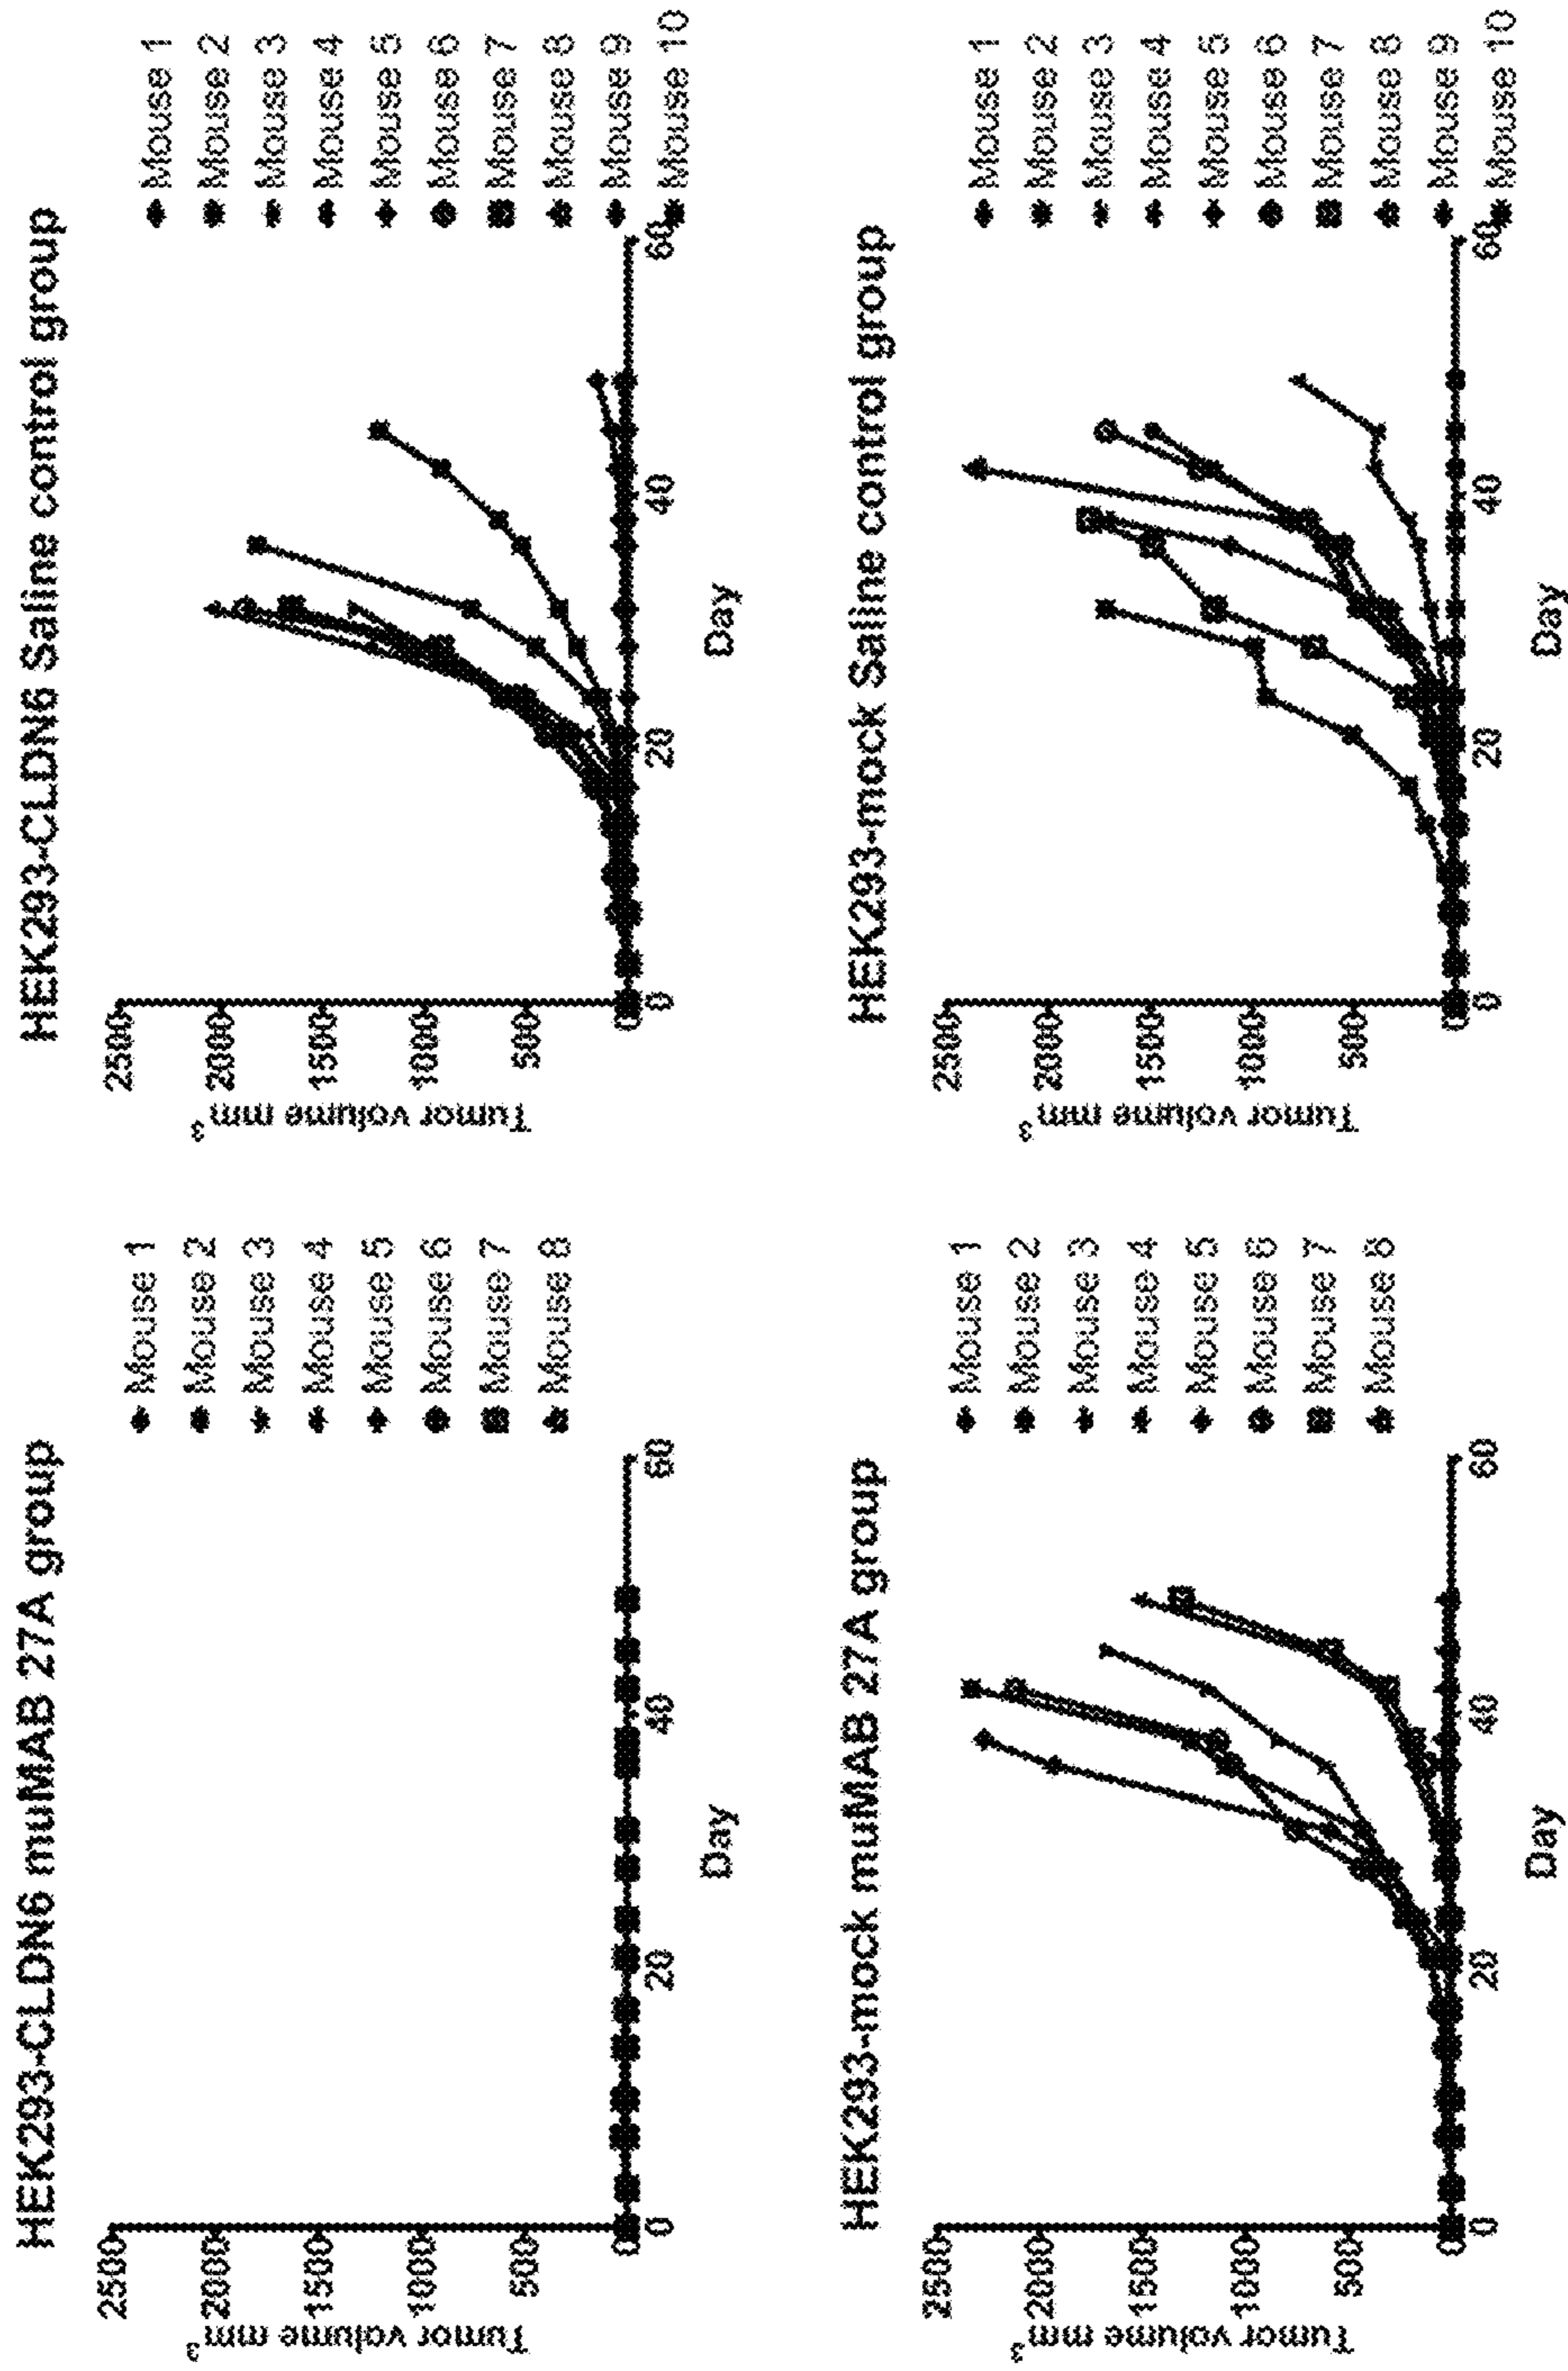 HEK293-CLDN6 muMAB 27A group
Tumor volume mm³
2500
2000
1500
1000
500
0
0
20
40
60
Day
Mouse 1
Mouse 2
Mouse 3
Mouse 4
Mouse 5
Mouse 6
Mouse 7
Mouse 8
HEK293-CLDN6 Saline control group
Tumor volume mm³
2500
2000
1500
1000
500
0
0
20
40
60
Day
Mouse 1
Mouse 2
Mouse 3
Mouse 4
Mouse 5
Mouse 6
Mouse 7
Mouse 8
Mouse 9
Mouse 10
HEK293-mock muMAB 27A group
Tumor volume mm³
2500
2000
1500
1000
500
0
0
20
40
60
Day
Mouse 1
Mouse 2
Mouse 3
Mouse 4
Mouse 5
Mouse 6
Mouse 7
Mouse 8
HEK293-mock Saline control group
Tumor volume mm³
2500
2000
1500
1000
500
0
0
20
40
60
Day
Mouse 1
Mouse 2
Mouse 3
Mouse 4
Mouse 5
Mouse 6
Mouse 7
Mouse 8
Mouse 9
Mouse 10